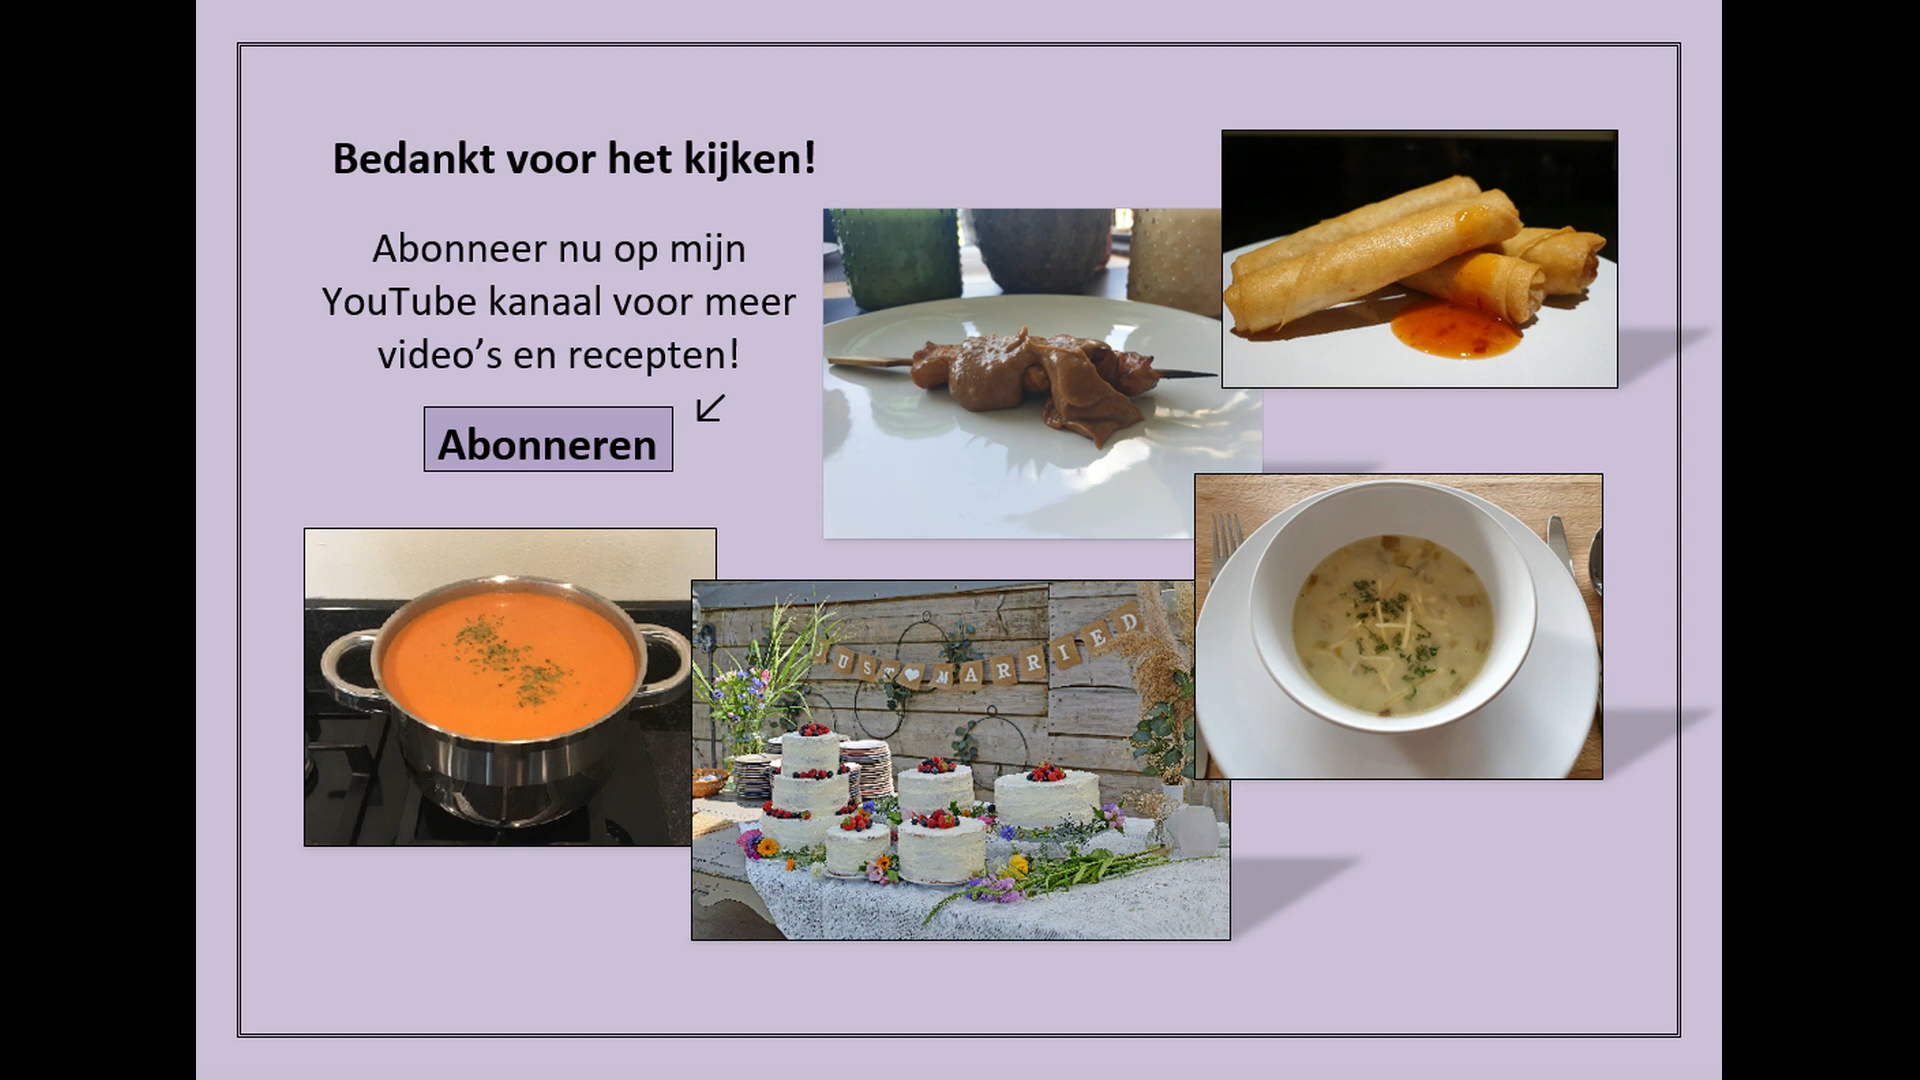 Bedankt voor het kijken!
Abonneer nu op mijn
YouTube kanaal voor meer
video’s en recepten!
Abonneren
JUST MARRIED